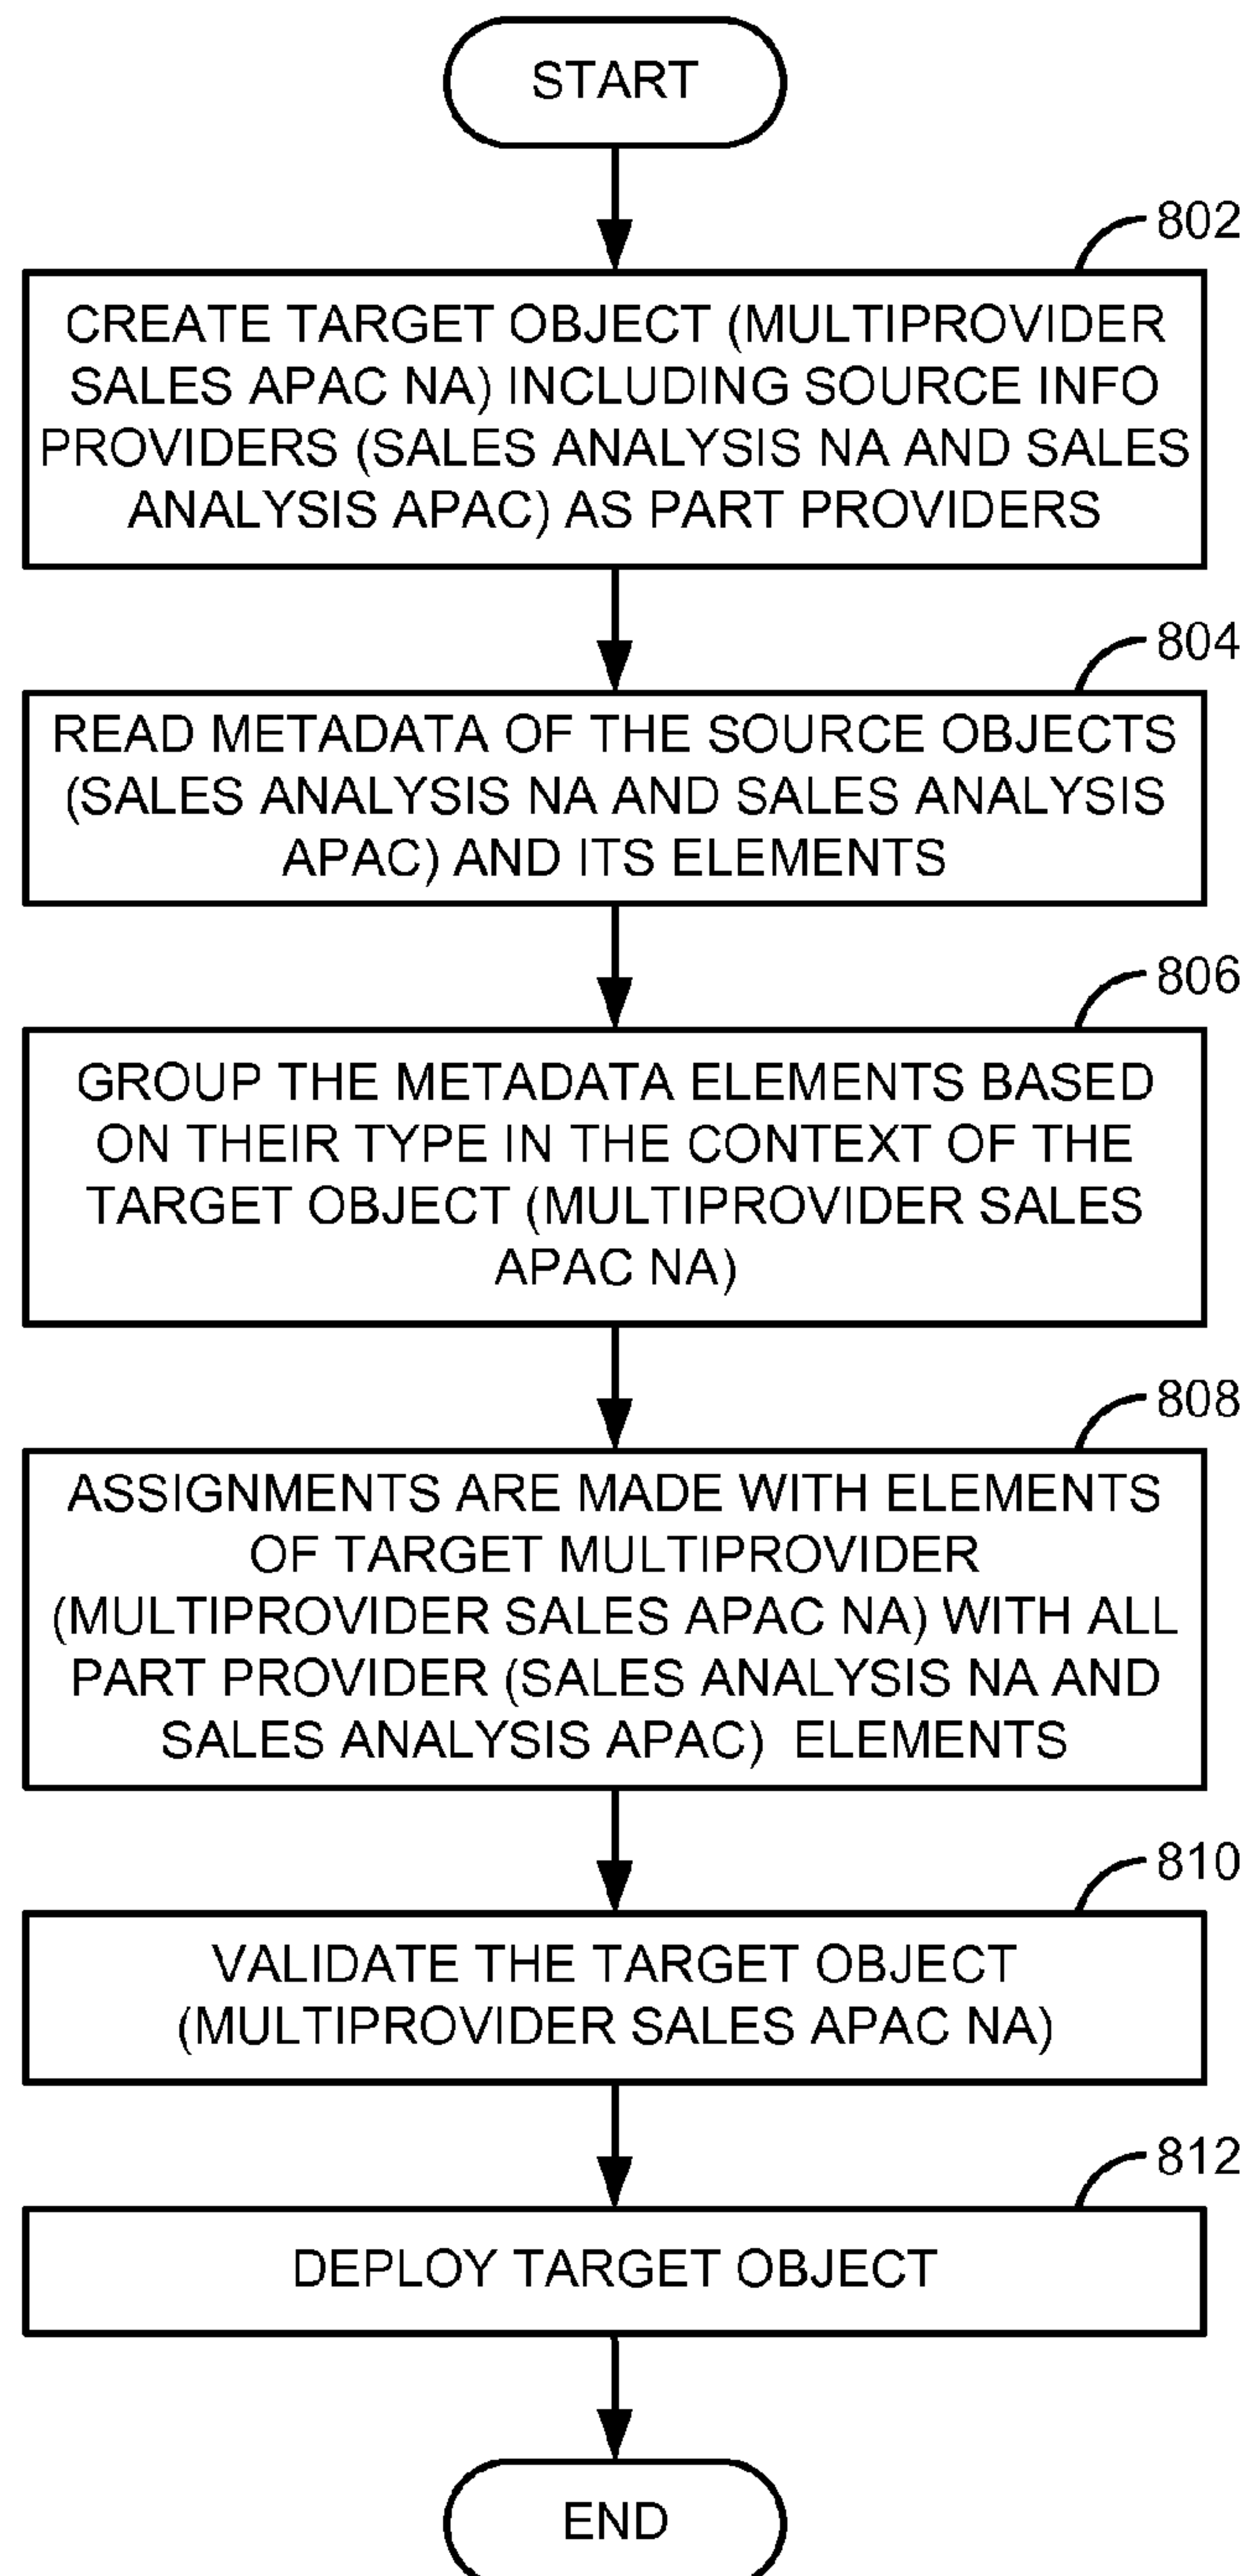 START
802
CREATE TARGET OBJECT (MULTIPROVIDER
SALES APAC NA) INCLUDING SOURCE INFO
PROVIDERS (SALES ANALYSIS NA AND SALES
ANALYSIS APAC) AS PART PROVIDERS
804
READ METADATA OF THE SOURCE OBJECTS
(SALES ANALYSIS NA AND SALES ANALYSIS
APAC) AND ITS ELEMENTS
806
GROUP THE METADATA ELEMENTS BASED
ON THEIR TYPE IN THE CONTEXT OF THE
TARGET OBJECT (MULTIPROVIDER SALES
APAC NA)
808
ASSIGNMENTS ARE MADE WITH ELEMENTS
OF TARGET MULTIPROVIDER
(MULTIPROVIDER SALES APAC NA) WITH ALL
PART PROVIDER (SALES ANALYSIS NA AND
SALES ANALYSIS APAC) ELEMENTS
810
VALIDATE THE TARGET OBJECT
(MULTIPROVIDER SALES APAC NA)
812
DEPLOY TARGET OBJECT
END